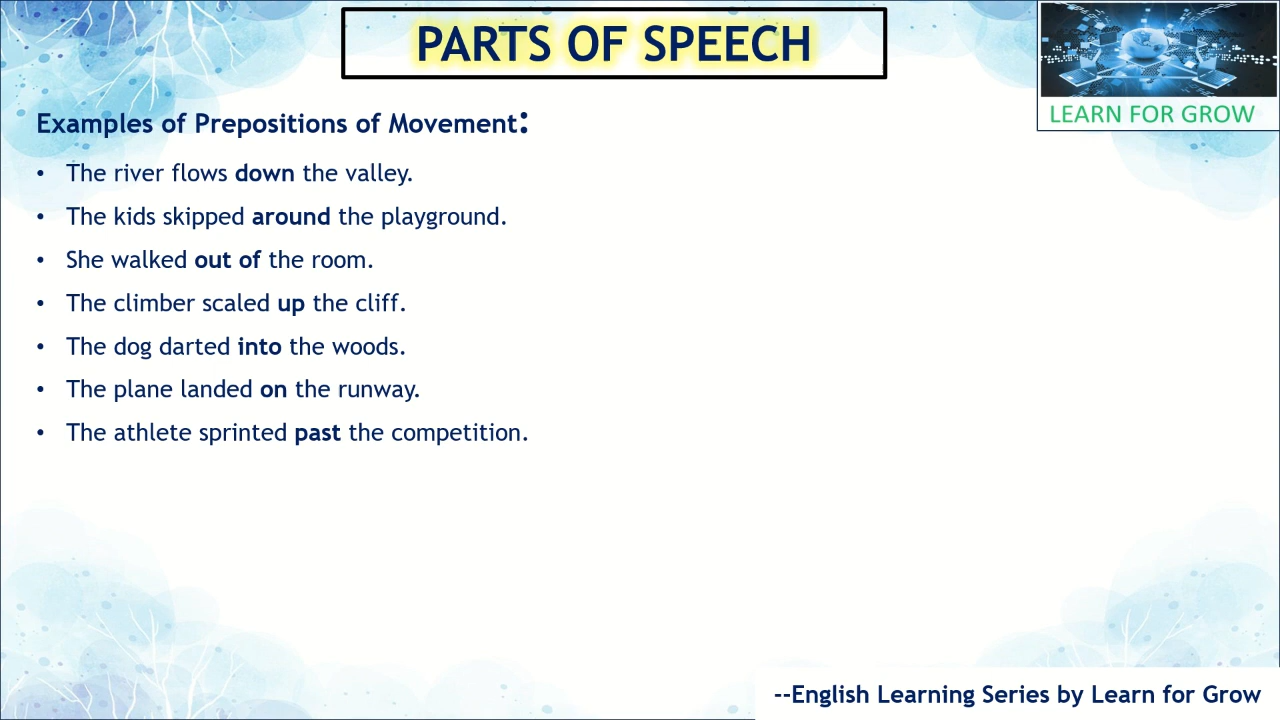 PARTS OF SPEECH
LEARN FOR GROW
Examples of Prepositions of Movement:
• The river flows down the valley.
• The kids skipped around the playground.
• She walked out of the room.
• The climber scaled up the cliff.
• The dog darted into the woods.
• The plane landed on the runway.
• The athlete sprinted past the competition.
--English Learning Series by Learn for Grow